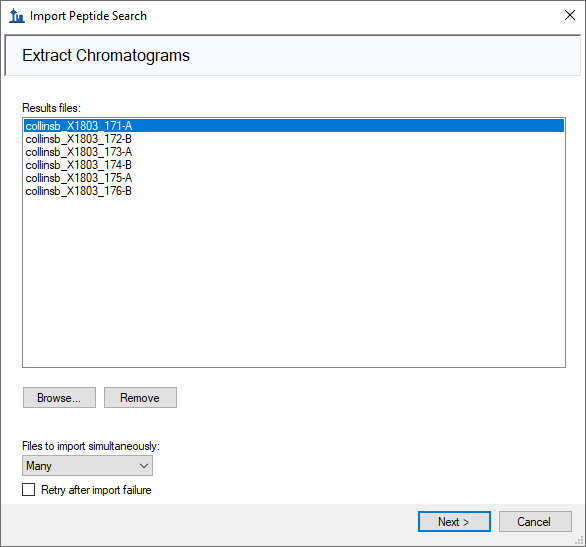 Import Peptide Search
Extract Chromatograms
Results files:
collinsb_X1803_171-A
collinsb_X1803_172-B
collinsb_X1803_173-A
collinsb_X1803_174-B
collinsb_X1803_175-A
collinsb_X1803_176-B
Browse... Remove
Files to import simultaneously:
Many
Retry after import failure
Next > Cancel